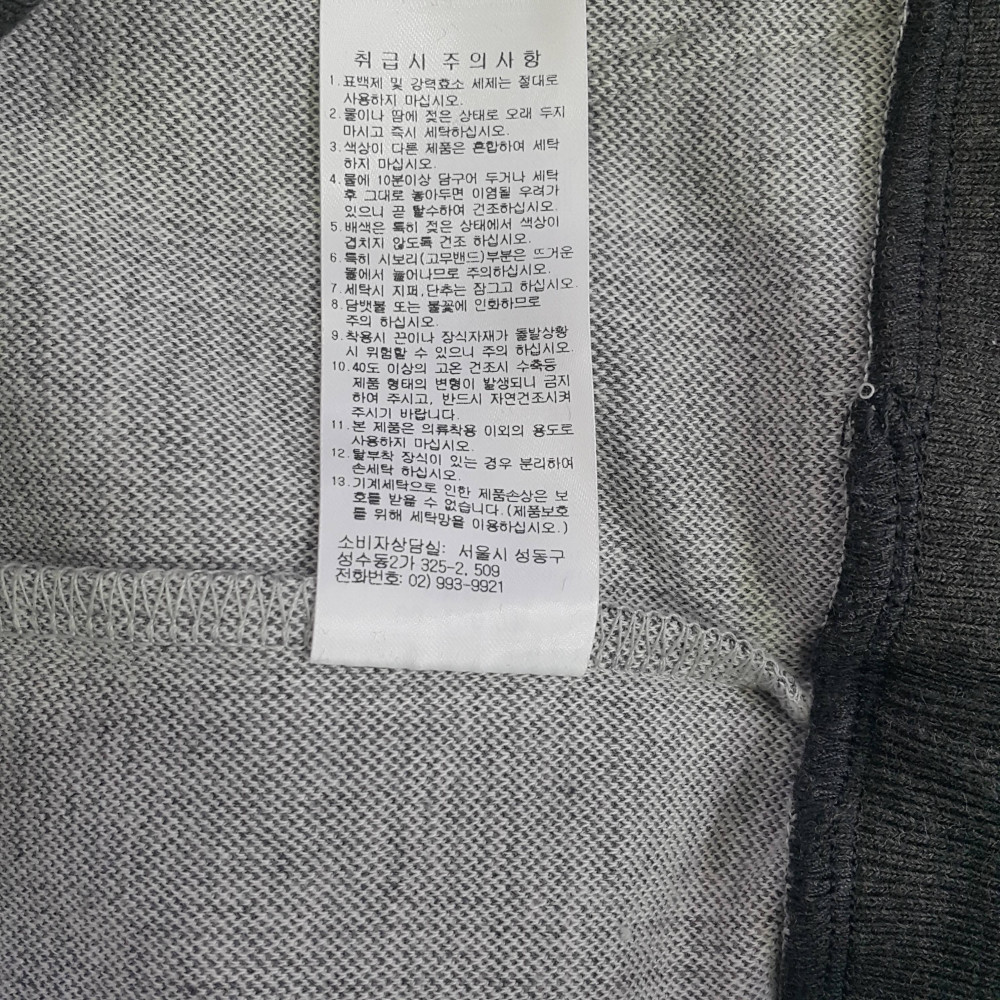 취급시 주의사항
1.표백제 및 강력효소 세제는 절대로
사용하지 마십시오.
2.물이나 땀에 젖은 상태로 오래 두지
마시고 즉시 세탁하십시오.
3.색상이 다른 제품은 혼합하여 세탁
하지 마십시오.
4.물에 10분이상 담구어 두거나 세탁
후 그대로 놓아두면 이염될 우려가
있으니 곧 탈수하여 건조하십시오.
5.배색은 특히 젖은 상태에서 색상이
겹치지 않도록 건조 하십시오.
6.특히 시보리(고무밴드)부분은 뜨거운
물에서 늘어나므로 주의하십시오.
7.세탁시 지퍼,단추는 잠그고 하십시오.
8.담뱃불 또는 불꽃에 인화하므로
주의 하십시오.
9.착용시 끈이나 장식자재가 돌발상황
시 위험할 수 있으니 주의 하십시오.
10.40도 이상의 고온 건조시 수축등
제품 형태의 변형이 발생되니 금지
하여 주시고, 반드시 자연건조시켜
주시기 바랍니다.
11.본 제품은 의류착용 이외의 용도로
사용하지 마십시오.
12.탈부착 장식이 있는 경우 분리하여
손세탁 하십시오.
13.기계세탁으로 인한 제품손상은 보
호를 받을 수 없습니다.(제품보호
를 위해 세탁망을 이용하십시오.)
소비자상담실: 서울시 성동구
성수동2가 325-2, 509
전화번호: 02) 993-9921